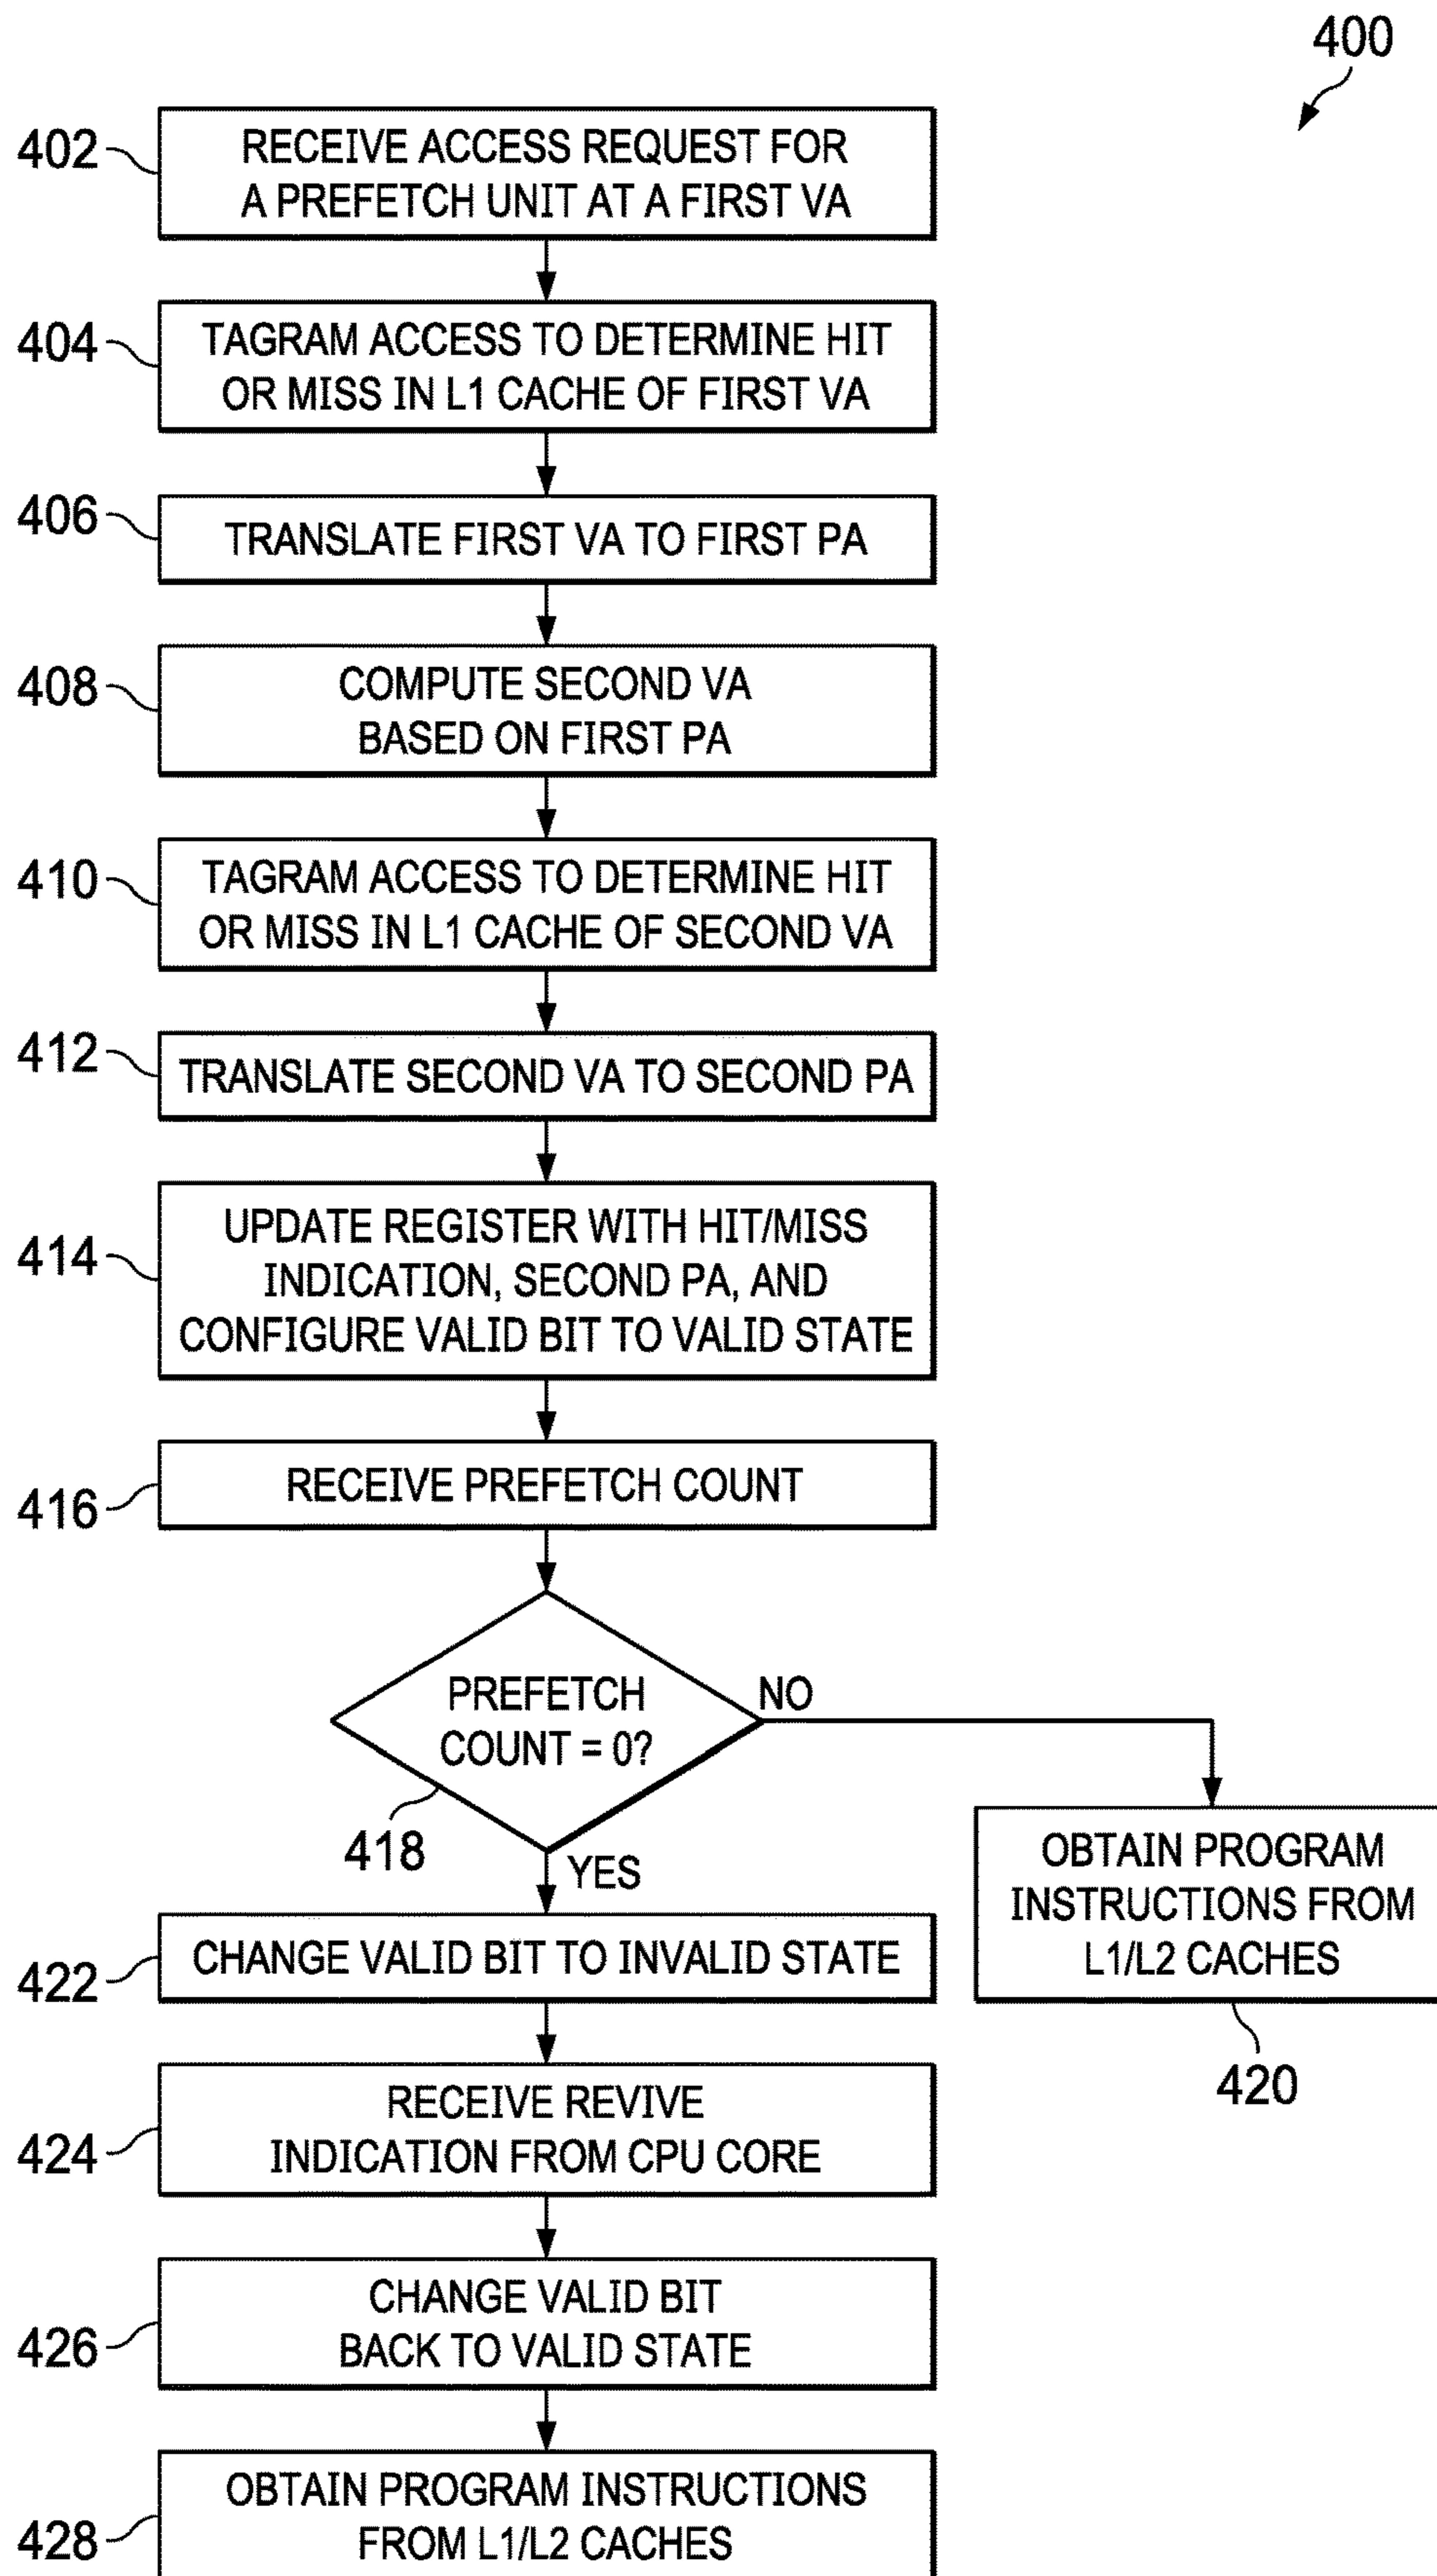 400
402
RECEIVE ACCESS REQUEST FOR
A PREFETCH UNIT AT A FIRST VA
404
TAGRAM ACCESS TO DETERMINE HIT
OR MISS IN L1 CACHE OF FIRST VA
406
TRANSLATE FIRST VA TO FIRST PA
408
COMPUTE SECOND VA
BASED ON FIRST PA
410
TAGRAM ACCESS TO DETERMINE HIT
OR MISS IN L1 CACHE OF SECOND VA
412
TRANSLATE SECOND VA TO SECOND PA
414
UPDATE REGISTER WITH HIT/MISS
INDICATION, SECOND PA, AND
CONFIGURE VALID BIT TO VALID STATE
416
RECEIVE PREFETCH COUNT
PREFETCH
COUNT = 0?
NO
418
YES
OBTAIN PROGRAM
INSTRUCTIONS FROM
L1/L2 CACHES
420
422
CHANGE VALID BIT TO INVALID STATE
424
RECEIVE REVIVE
INDICATION FROM CPU CORE
426
CHANGE VALID BIT
BACK TO VALID STATE
428
OBTAIN PROGRAM INSTRUCTIONS
FROM L1/L2 CACHES